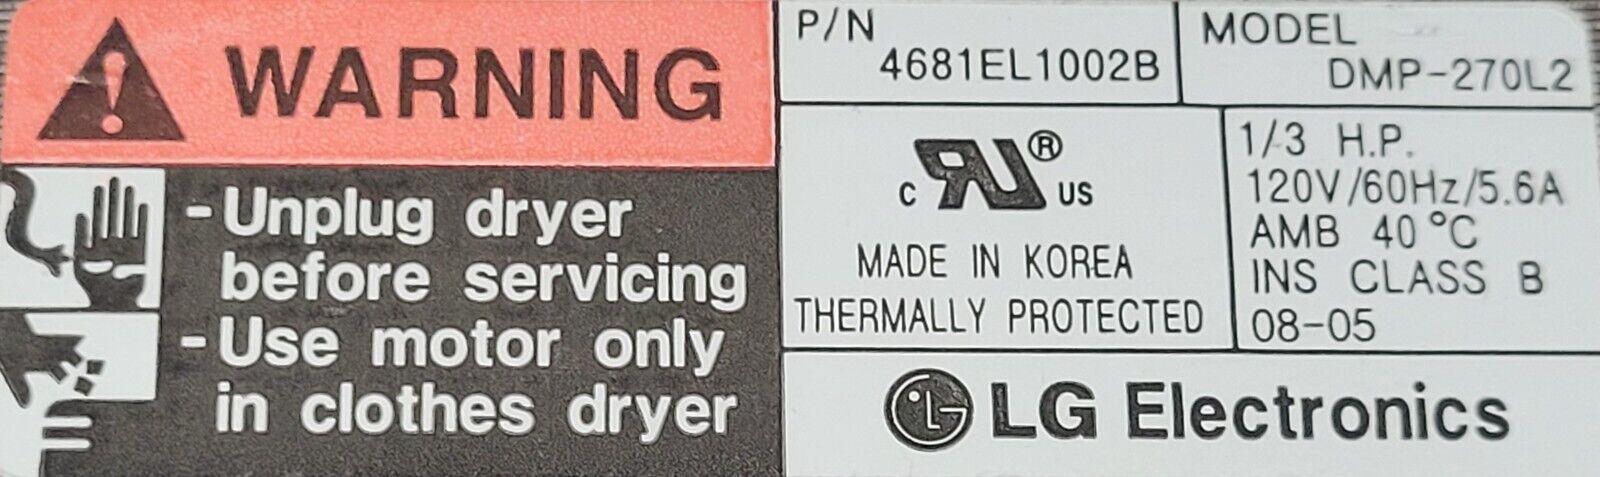 WARNING
-Unplug dryer
before servicing
-Use motor only
in clothes dryer
P/N
4681EL1002B
MODEL
DMP-270L2
c RU® US
MADE IN KOREA
THERMALLY PROTECTED
1/3 H.P.
120V/60Hz/5.6A
AMB 40°C
INS CLASS B
08-05
LG Electronics